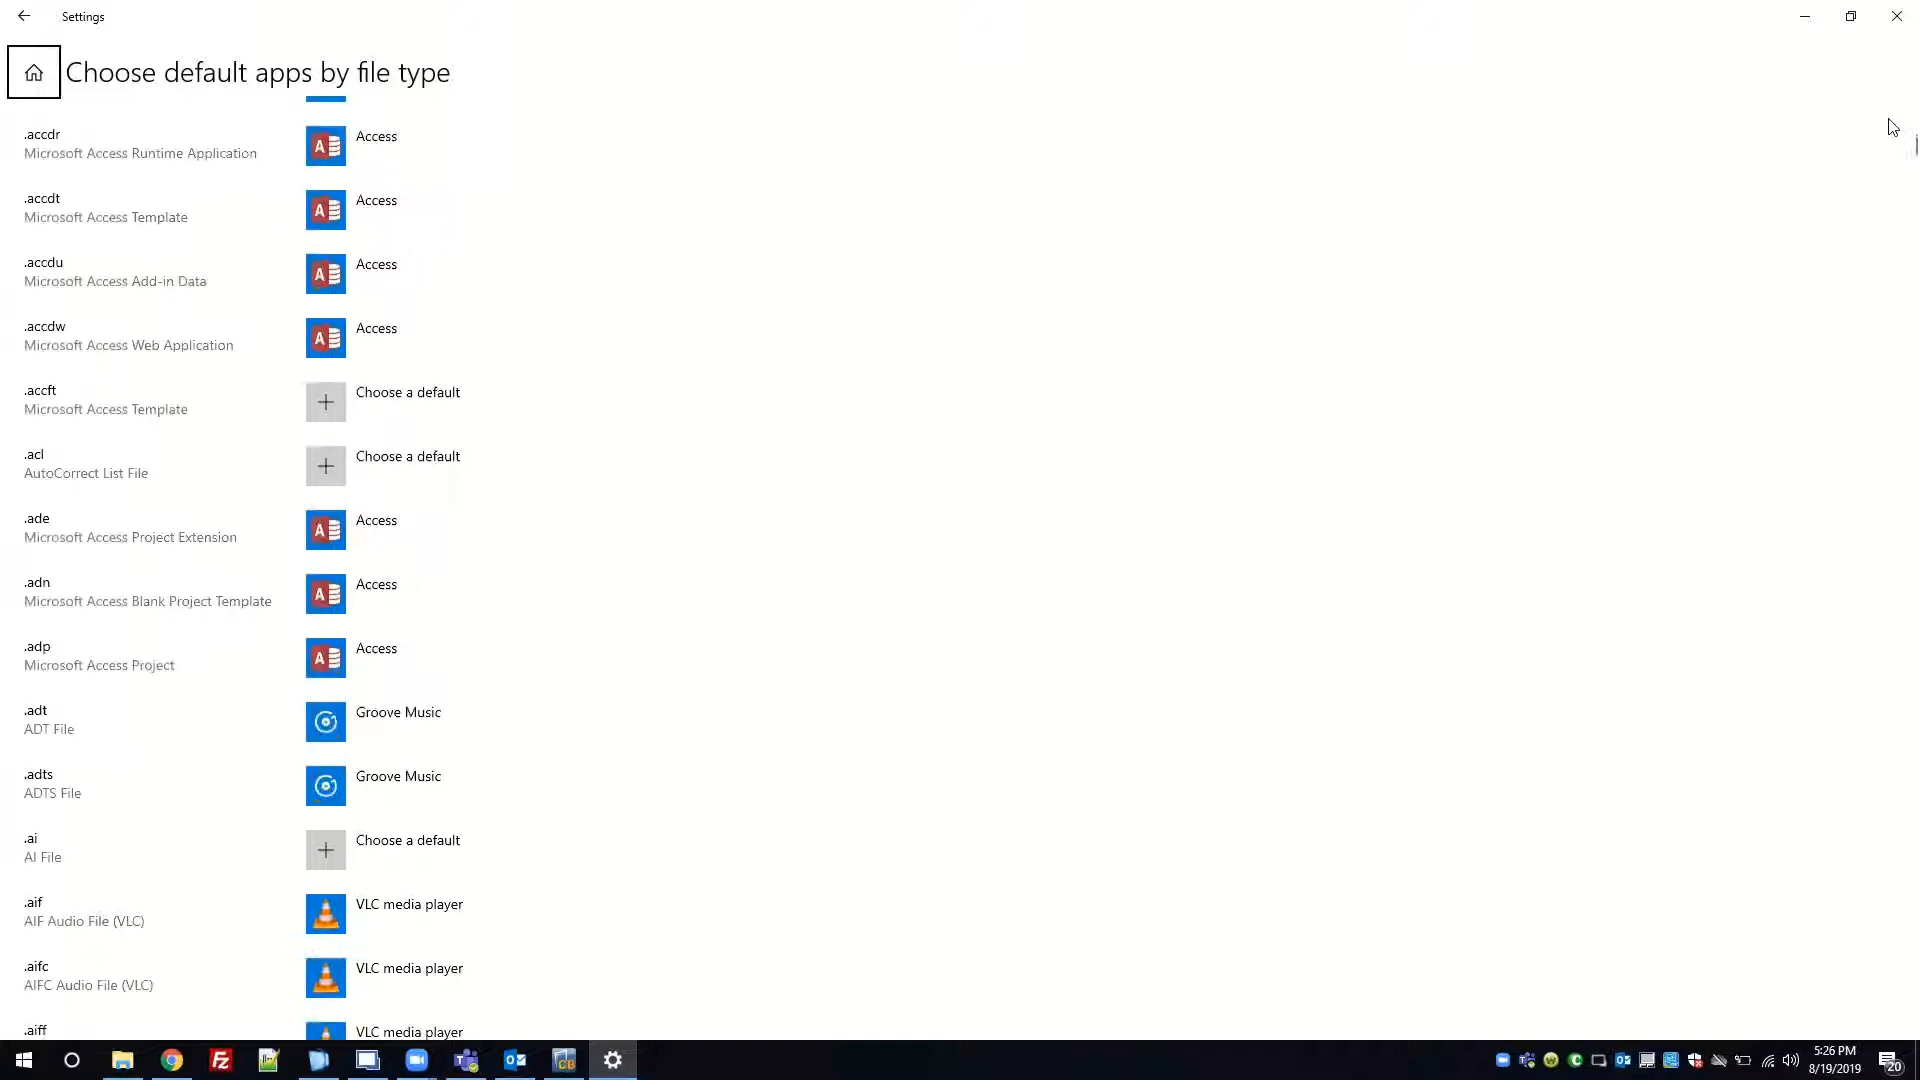 Settings
Choose default apps by file type
.accdr
Microsoft Access Runtime Application
Access
.accdt
Microsoft Access Template
Access
.accdu
Microsoft Access Add-in Data
Access
.accdw
Microsoft Access Web Application
Access
.accft
Microsoft Access Template
Choose a default
.acl
AutoCorrect List File
Choose a default
.ade
Microsoft Access Project Extension
Access
.adn
Microsoft Access Blank Project Template
Access
.adp
Microsoft Access Project
Access
.adt
ADT File
Groove Music
.adts
ADTS File
Groove Music
.ai
AI File
Choose a default
.aif
AIF Audio File (VLC)
VLC media player
.aifc
AIFC Audio File (VLC)
VLC media player
.aiff
VLC media player
5:26 PM
8/19/2019
20